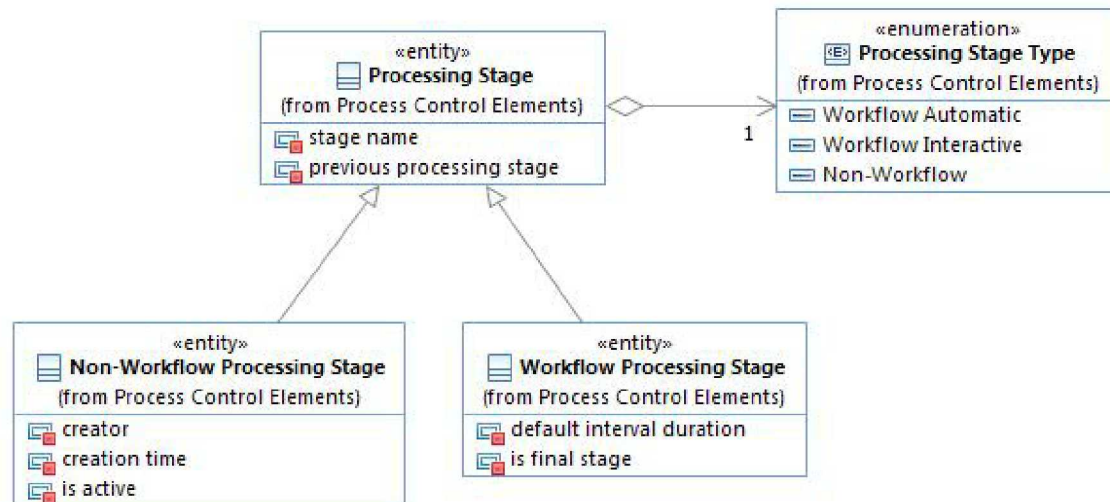 «entity»
Processing Stage
(from Process Control Elements)
stage name
previous processing stage
«enumeration»
<E> Processing Stage Type
(from Process Control Elements)
Workflow Automatic
Workflow Interactive
Non-Workflow
1
«entity»
Non-Workflow Processing Stage
(from Process Control Elements)
creator
creation time
is active
«entity»
Workflow Processing Stage
(from Process Control Elements)
default interval duration
is final stage